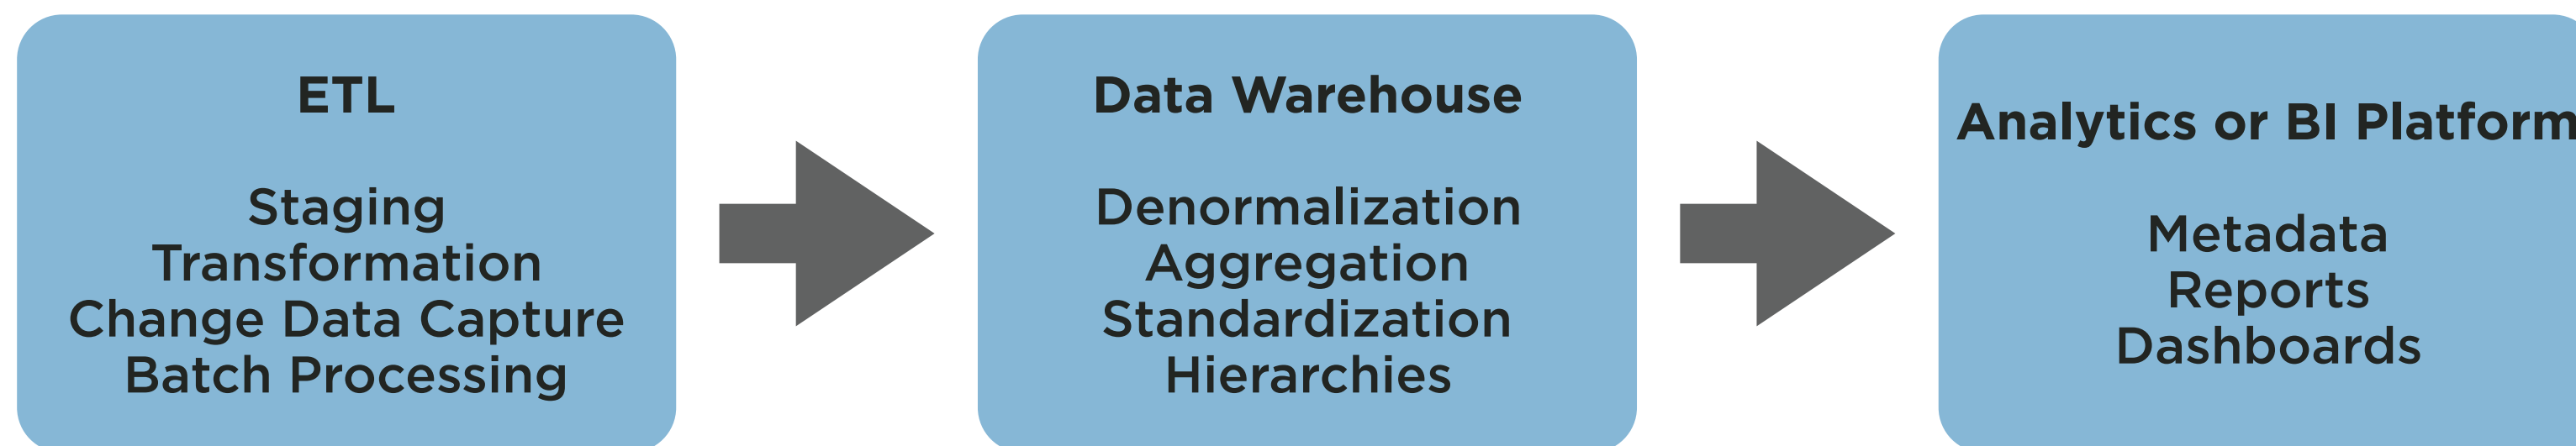 ETL
Staging
Transformation
Change Data Capture
Batch Processing
Data Warehouse
Denormalization
Aggregation
Standardization
Hierarchies
Analytics or BI Platform
Metadata
Reports
Dashboards